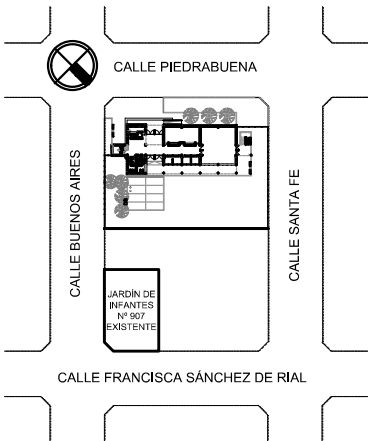 CALLE PIEDRABUENA
CALLE BUENOS AIRES
CALLE SANTA FE
JARDÍN DE
INFANTES
Nº 907
EXISTENTE
CALLE FRANCISCA SÁNCHEZ DE RIAL